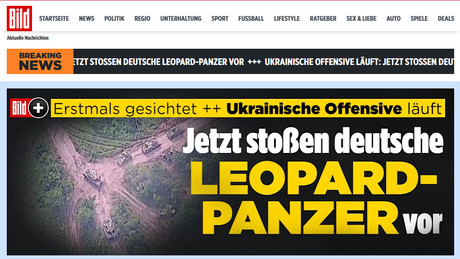 Bild
STARTSEITE NEWS POLITIK REGIO UNTERHALTUNG SPORT FUSSBALL LIFESTYLE RATGEBER SEX & LIEBE AUTO SPIELE DEALS
Aktuelle Nachrichten
BREAKING NEWS
JETZT STOSSEN DEUTSCHE LEOPARD-PANZER VOR +++ UKRAINISCHE OFFENSIVE LÄUFT: JETZT STOSSEN DEUT
Bild + Erstmals gesichtet ++ Ukrainische Offensive läuft
Jetzt stoßen deutsche
LEOPARD-
PANZER vor